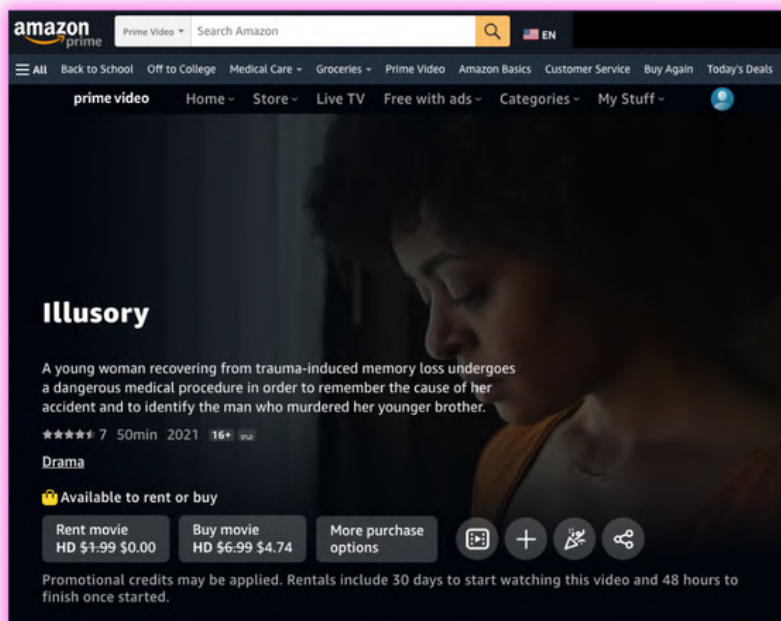 amazon
prime
Prime Video
Search Amazon
EN
All Back to School Off to College Medical Care Groceries Prime Video Amazon Basics Customer Service Buy Again Today's Deals
prime video Home Store Live TV Free with ads Categories My Stuff
Illusory
A young woman recovering from trauma-induced memory loss undergoes
a dangerous medical procedure in order to remember the cause of her
accident and to identify the man who murdered her younger brother.
7 50min 2021 16+
Drama
Available to rent or buy
Rent movie
HD $1.99 $0.00
Buy movie
HD $6.99 $4.74
More purchase
options
Promotional credits may be applied. Rentals include 30 days to start watching this video and 48 hours to
finish once started.